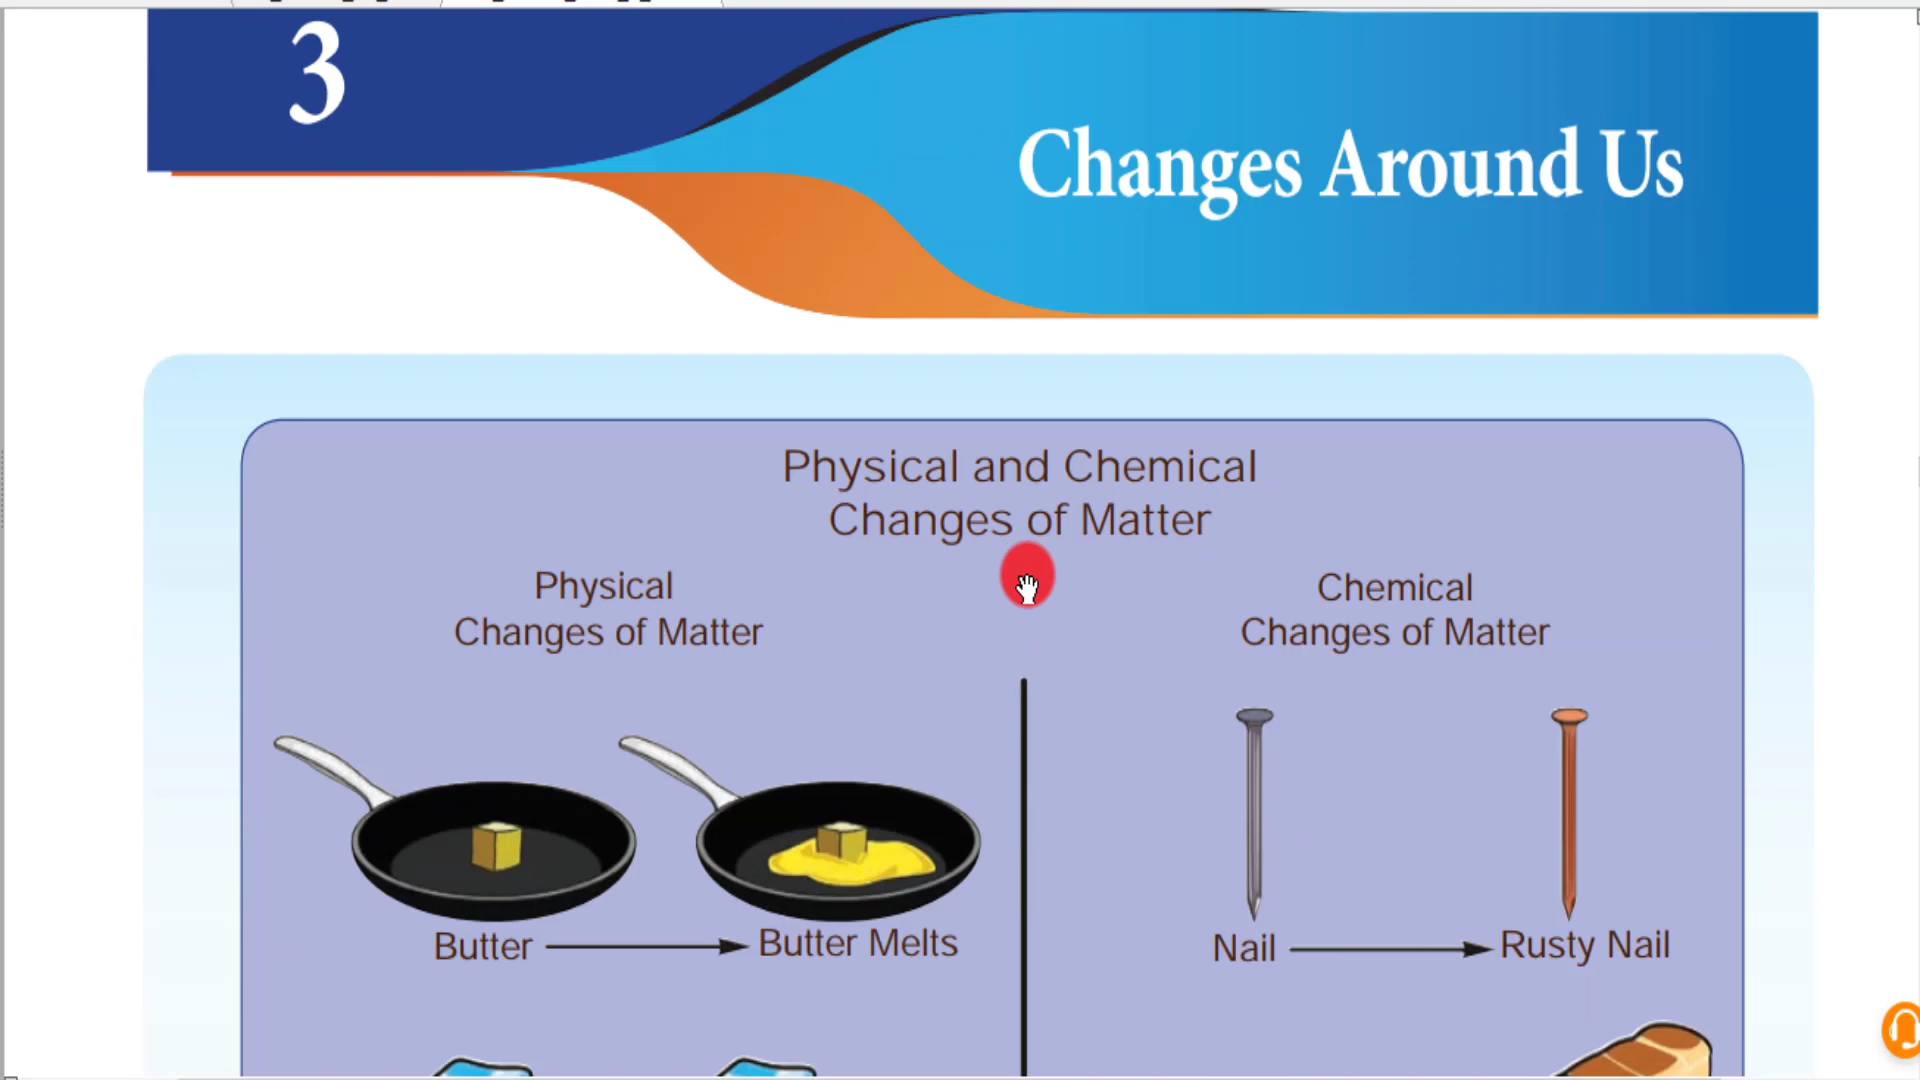 3
Changes Around Us
Physical and Chemical
Changes of Matter
Physical
Changes of Matter
Chemical
Changes of Matter
Butter
Butter Melts
Nail
Rusty Nail